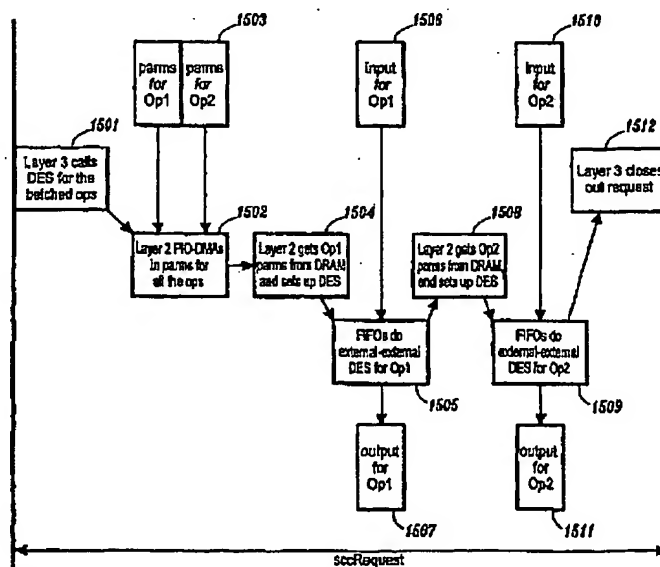 1503
1506
1510
parms for Op1
parms for Op2
Input for Op1
Input for Op2
1501
1512
Layer 3 calls
DES for the
batched ops
Layer 3 closes
out request
1502
1504
1508
Layer 2 PIO-DMAs
in parms for
all the ops
Layer 2 gets Op1
parms from DRAM
and sets up DES
Layer 2 gets Op2
parms from DRAM
and sets up DES
FIFOs do
external-external
DES for Op1
FIFOs do
external-external
DES for Op2
1505
1509
output
for
Op1
output
for
Op2
1507
1511
sccRequest